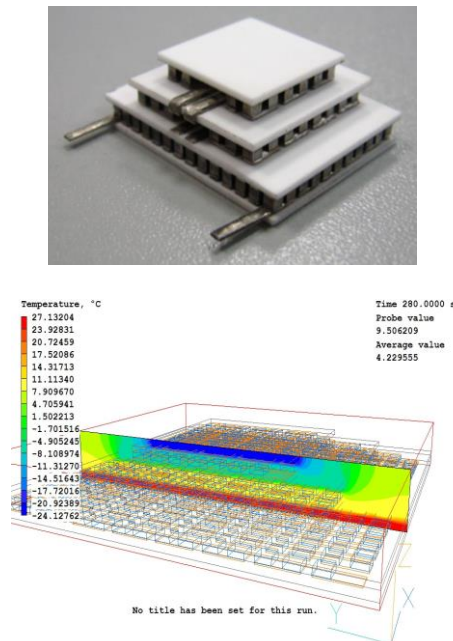 Temperature, °C
27.13204
23.92831
20.72459
17.52086
14.31713
11.11340
7.909670
4.705941
1.502213
-1.701516
-4.905245
-8.108974
-11.31270
-14.51643
-17.72016
-20.92389
-24.12762
Time 280.0000 s
Probe value
9.506209
Average value
4.229555
Z
X
Y
No title has been set for this run.